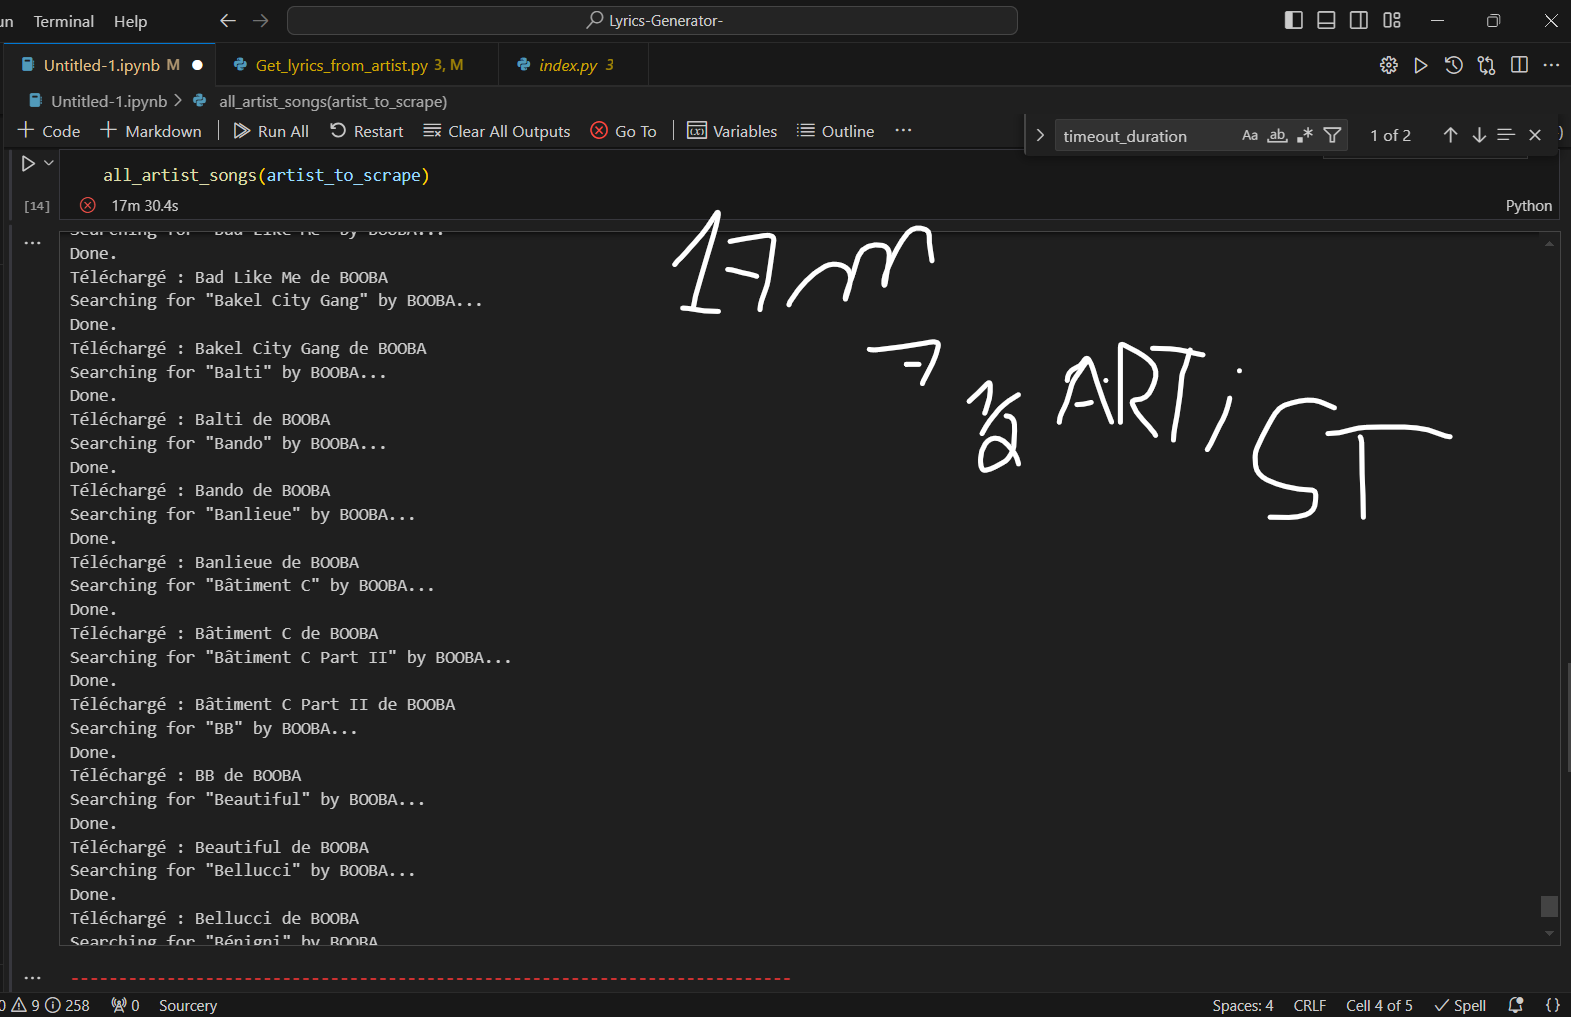 un Terminal Help Lyrics-Generator-
Untitled-1.ipynb M Get_lyrics_from_artist.py 3, M index.py 3
Untitled-1.ipynb > all_artist_songs(artist_to_scrape)
Code Markdown Run All Restart Clear All Outputs Go To Variables Outline ...
timeout_duration Aa ab .* 1 of 2
all_artist_songs(artist_to_scrape)
[14] 17m 30.4s Python
Searching for "Bad Like Me" by BOOBA...
Done.
Téléchargé : Bad Like Me de BOOBA
Searching for "Bakel City Gang" by BOOBA...
Done.
Téléchargé : Bakel City Gang de BOOBA
Searching for "Balti" by BOOBA...
Done.
Téléchargé : Balti de BOOBA
Searching for "Bando" by BOOBA...
Done.
Téléchargé : Bando de BOOBA
Searching for "Banlieue" by BOOBA...
Done.
Téléchargé : Banlieue de BOOBA
Searching for "Bâtiment C" by BOOBA...
Done.
Téléchargé : Bâtiment C de BOOBA
Searching for "Bâtiment C Part II" by BOOBA...
Done.
Téléchargé : Bâtiment C Part II de BOOBA
Searching for "BB" by BOOBA...
Done.
Téléchargé : BB de BOOBA
Searching for "Beautiful" by BOOBA...
Done.
Téléchargé : Beautiful de BOOBA
Searching for "Bellucci" by BOOBA...
Done.
Téléchargé : Bellucci de BOOBA
Searching for "Bénigni" by BOOBA
17m
ARTiST
0 9 258 0 Sourcery Spaces: 4 CRLF Cell 4 of 5 Spell {}